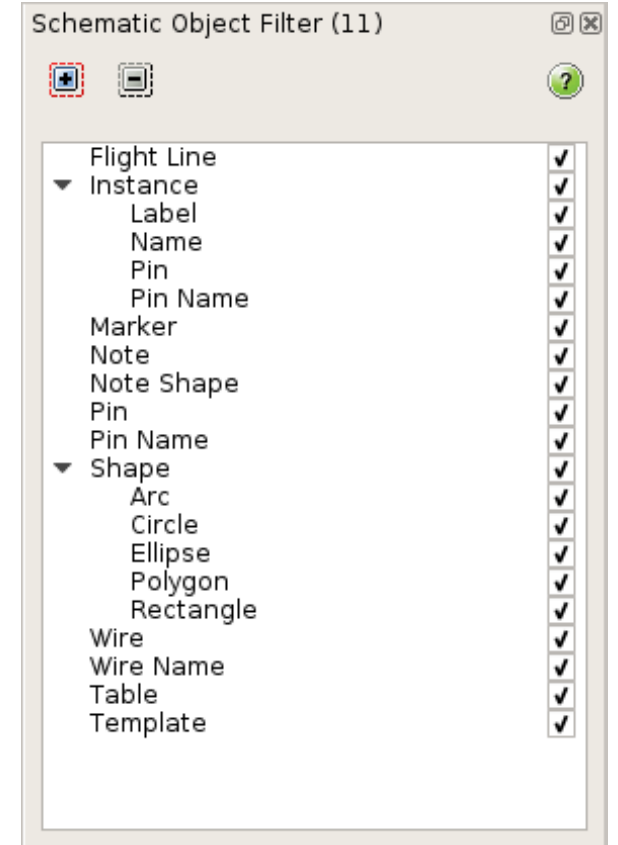 Schematic Object Filter (11)
Flight Line
Instance
Label
Name
Pin
Pin Name
Marker
Note
Note Shape
Pin
Pin Name
Shape
Arc
Circle
Ellipse
Polygon
Rectangle
Wire
Wire Name
Table
Template